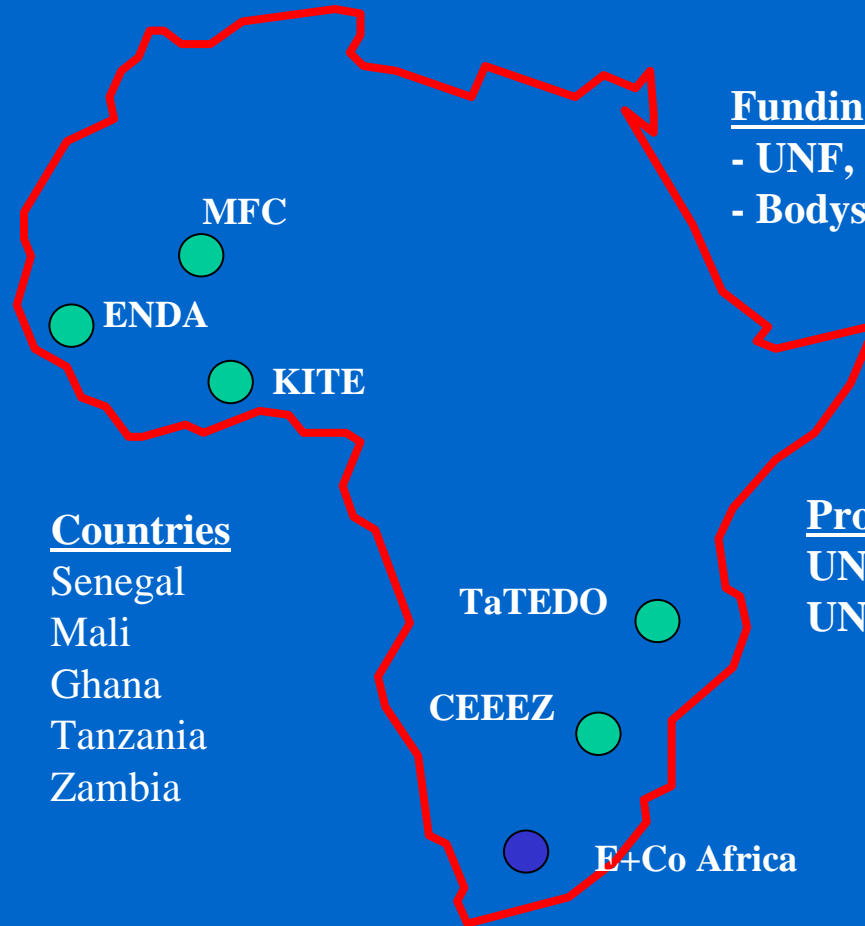 Fundin
- UNF,
- Bodys
MFC
ENDA
KITE
Countries
Senegal
Mali
Ghana
Tanzania
Zambia
Pro
UN
UN
TaTEDO
CEEEZ
E+Co Africa